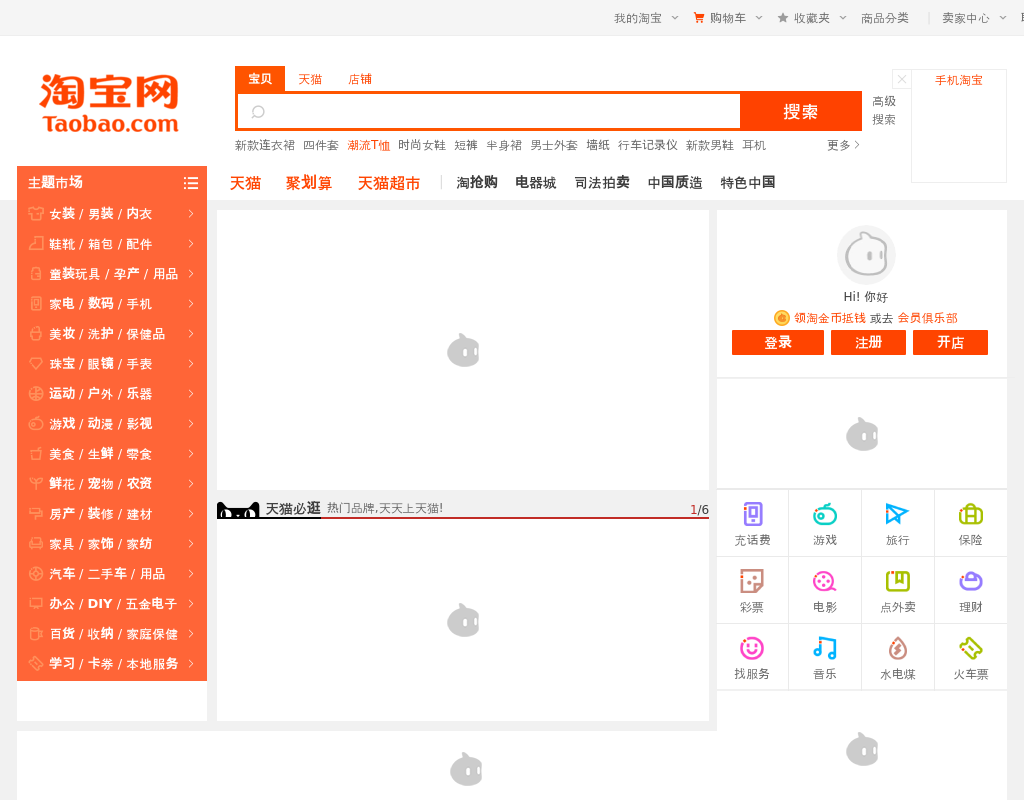 我的淘宝 购物车 收藏夹 商品分类 卖家中心
宝贝 天猫 店铺
手机淘宝
淘宝网
Taobao.com
搜索
高级
搜索
新款连衣裙 四件套 潮流T恤 时尚女鞋 短裤 半身裙 男士外套 墙纸 行车记录仪 新款男鞋 耳机 更多
主题市场
天猫 聚划算 天猫超市 淘抢购 电器城 司法拍卖 中国质造 特色中国
女装 / 男装 / 内衣
鞋靴 / 箱包 / 配件
童装玩具 / 孕产 / 用品
家电 / 数码 / 手机
美妆 / 洗护 / 保健品
珠宝 / 眼镜 / 手表
运动 / 户外 / 乐器
游戏 / 动漫 / 影视
美食 / 生鲜 / 零食
鲜花 / 宠物 / 农资
房产 / 装修 / 建材
家具 / 家饰 / 家纺
汽车 / 二手车 / 用品
办公 / DIY / 五金电子
百货 / 收纳 / 家庭保健
学习 / 卡券 / 本地服务
天猫必逛 热门品牌,天天上天猫! 1/6
Hi! 你好
领淘金币抵钱 或去 会员俱乐部
登录 注册 开店
充话费 游戏 旅行 保险
彩票 电影 点外卖 理财
找服务 音乐 水电煤 火车票